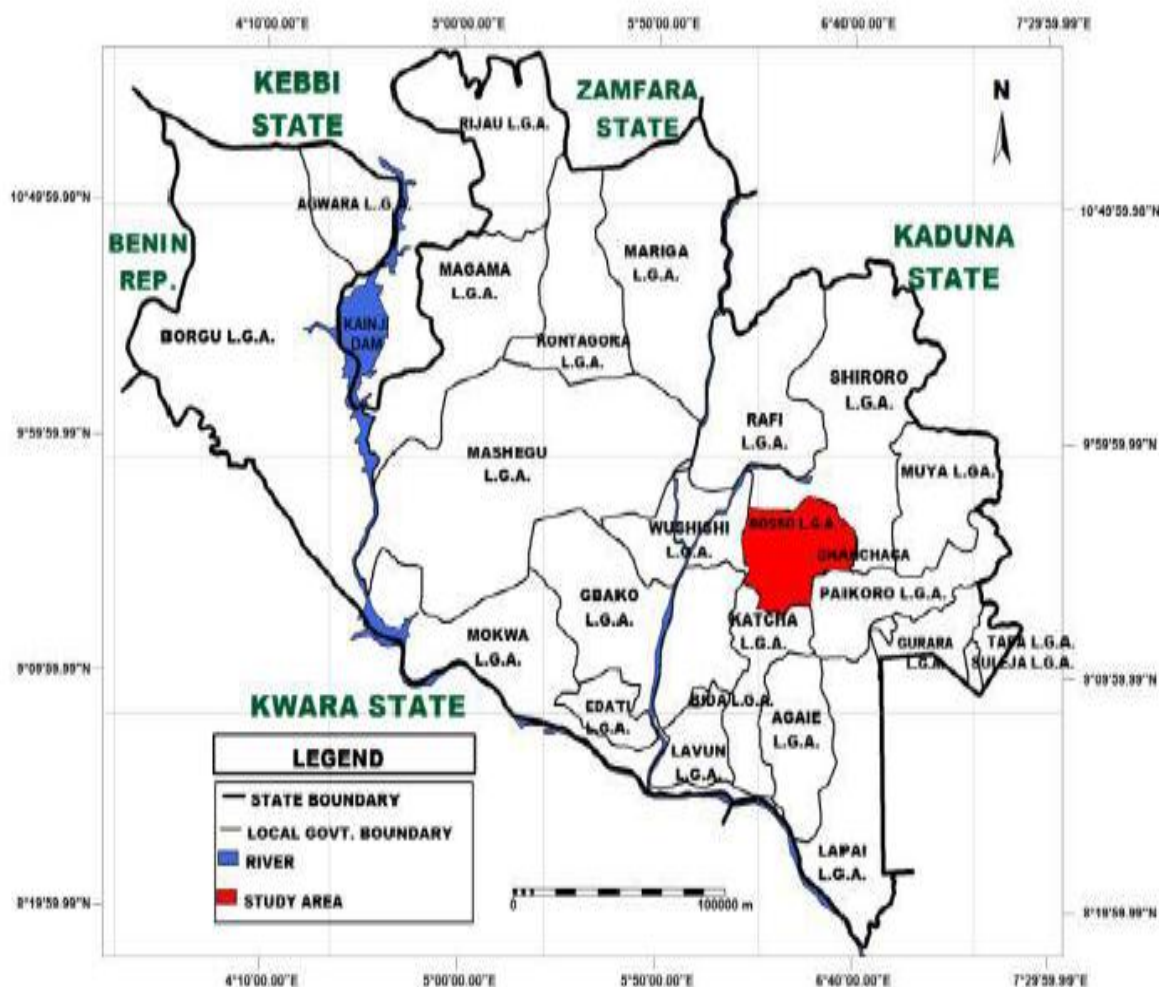 4°10'00.00"E
5°00'00.00"E
5°50'00.00"E
6°40'00.00"E
7°29'59.99"E
KEBBI
STATE
ZAMFARA
STATE
N
RIJAU L.G.A.
10°49'59.99"N
10°49'59.98"N
AGWARA L.G.A.
BENIN
REP.
KADUNA
STATE
MARIGA
L.G.A.
MAGAMA
L.G.A.
BORGU L.G.A.
KAINJI
DAM
KONTAGORA
L.G.A.
SHIRORO
L.G.A.
RAFI
L.G.A.
9°59'59.99"N
9°59'59.99"N
MASHEGU
L.G.A.
MUYA L.GA.
WUSHISHI
L.G.A.
BOSSO L.G.A
CHANCHAGA
GBAKO
L.G.A.
PAIKORO L.G.A.
KATCHA
L.G.A.
MOKWA
L.G.A.
GURARA
L.G.A.
TAFA L.G.A.
SULEJA L.G.A.
9°09'59.99"N
9°09'59.99"N
KWARA STATE
EDATI
L.G.A.
BIDA L.G.A.
AGAIE
L.G.A.
LAVUN
L.G.A.
LEGEND
STATE BOUNDARY
LOCAL GOVT. BOUNDARY
RIVER
STUDY AREA
LAPAI
L.G.A.
0
100000 m
8°19'59.99"N
8°19'59.99"N
4°10'00.00"E
5°00'00.00"E
5°50'00.00"E
6°40'00.00"E
7°29'59.99"E